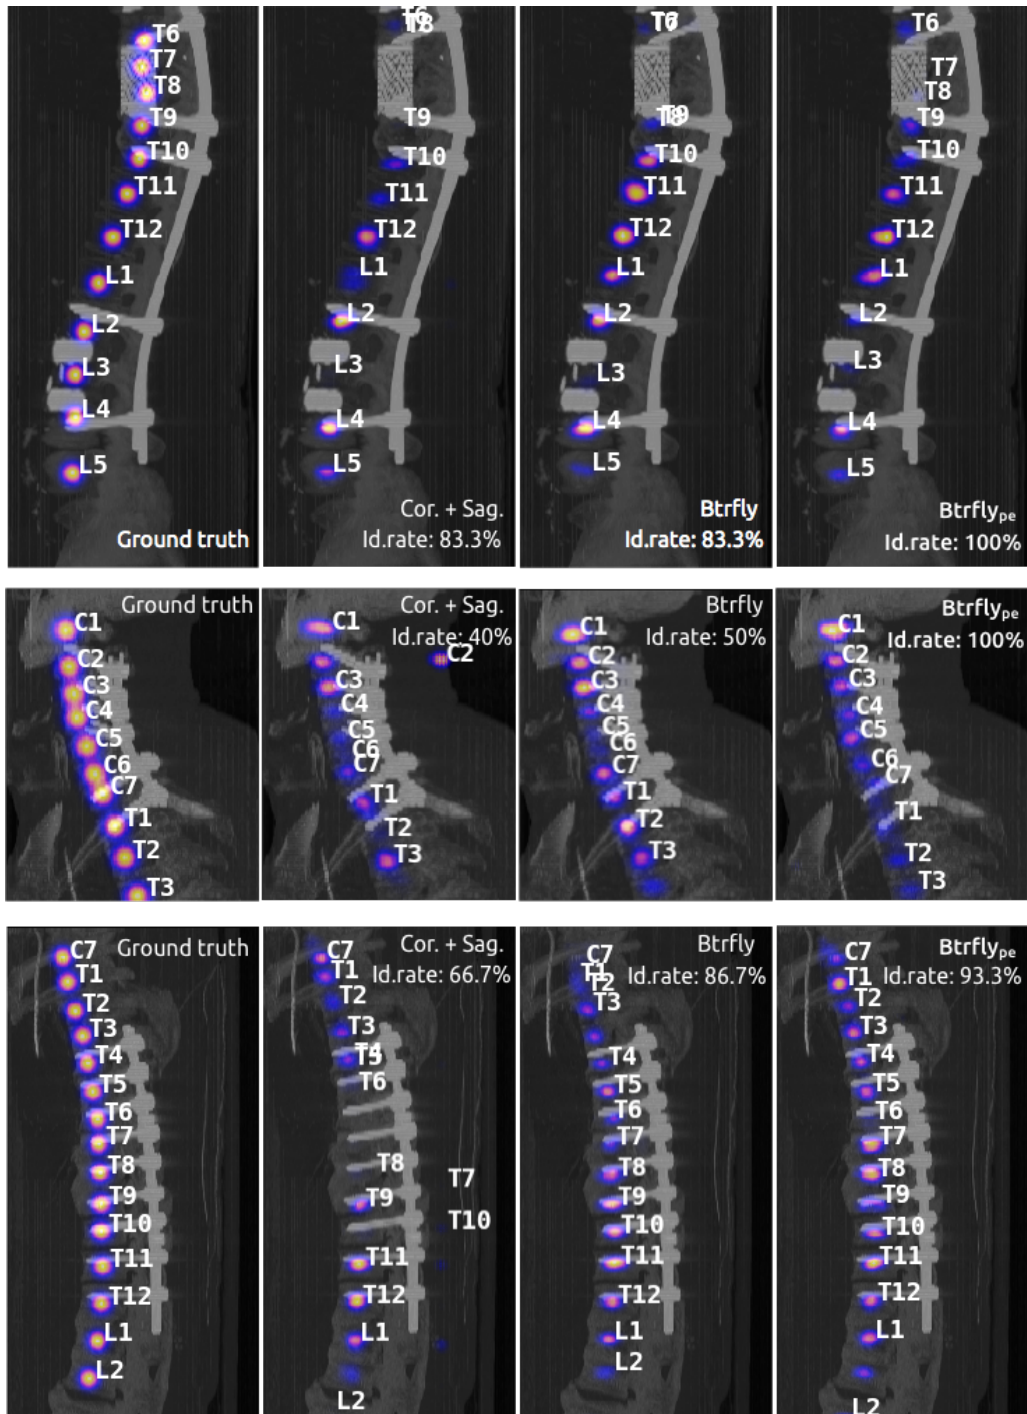 T6
T7
T8
T9
T10
T11
T12
L1
L2
L3
L4
L5
Ground truth
T8
T9
T10
T11
T12
L1
L2
L3
L4
L5
Cor. + Sag.
Id.rate: 83.3%
T9
T10
T11
T12
L1
L2
L3
L4
L5
Btrfly
Id.rate: 83.3%
T6
T7
T8
T9
T10
T11
T12
L1
L2
L3
L4
L5
Btrflype
Id.rate: 100%
Ground truth
C1
C2
C3
C4
C5
C6
C7
T1
T2
T3
Cor. + Sag.
Id.rate: 40%
C1
C2
C3
C4
C5
C6
C7
T1
T2
T3
Btrfly
Id.rate: 50%
C1
C2
C3
C4
C5
C6
C7
T1
T2
T3
Btrflype
Id.rate: 100%
C1
C2
C3
C4
C5
C6
C7
T1
T2
T3
Ground truth
C7
T1
T2
T3
T4
T5
T6
T7
T8
T9
T10
T11
T12
L1
L2
Cor. + Sag.
Id.rate: 66.7%
C7
T1
T2
T3
T5
T6
T8
T7
T9
T10
T11
T12
L1
L2
Btrfly
Id.rate: 86.7%
C7
T1
T2
T3
T4
T5
T6
T7
T8
T9
T10
T11
T12
L1
L2
Btrflype
Id.rate: 93.3%
C7
T1
T2
T3
T4
T5
T6
T7
T8
T9
T10
T11
T12
L1
L2